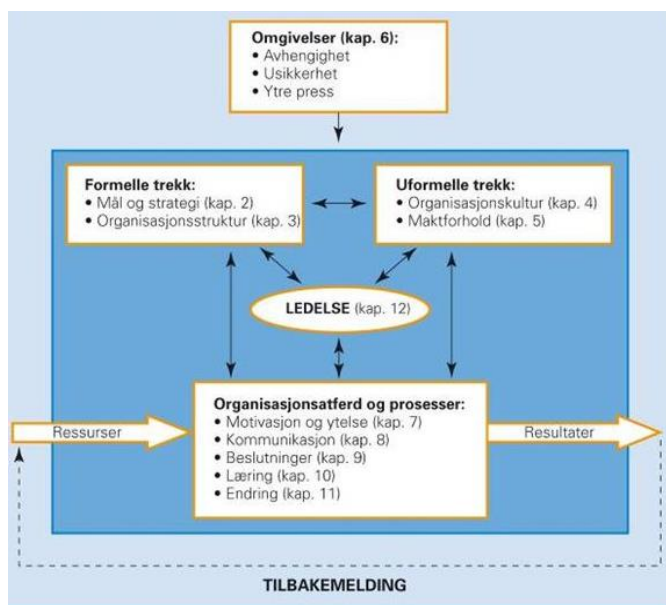 Omgivelser (kap. 6):
• Avhengighet
• Usikkerhet
• Ytre press
Formelle trekk:
• Mål og strategi (kap. 2)
• Organisasjonsstruktur (kap. 3)
Uformelle trekk:
• Organisasjonskultur (kap. 4)
• Maktforhold (kap. 5)
LEDELSE (kap. 12)
Organisasjonsatferd og prosesser:
• Motivasjon og ytelse (kap. 7)
• Kommunikasjon (kap. 8)
• Beslutninger (kap. 9)
• Læring (kap. 10)
• Endring (kap. 11)
Ressurser
Resultater
TILBAKEMELDING